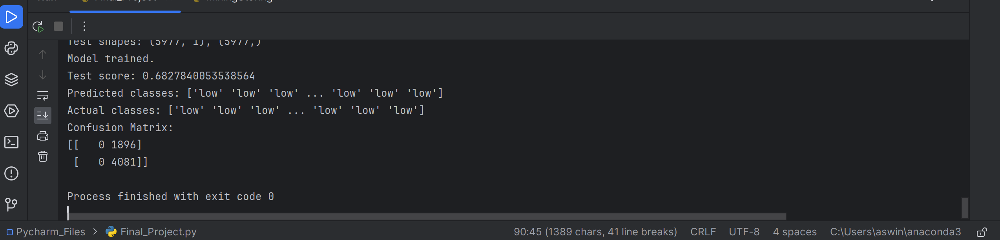 Final_Project
MiningStoring
Test shapes: (5977, 1), (5977,)
Model trained.
Test score: 0.6827840053538564
Predicted classes: ['low' 'low' 'low' ... 'low' 'low' 'low']
Actual classes: ['low' 'low' 'low' ... 'low' 'low' 'low']
Confusion Matrix:
[[   0 1896]
 [   0 4081]]
Process finished with exit code 0
Pycharm_Files > Final_Project.py 90:45 (1389 chars, 41 line breaks) CRLF UTF-8 4 spaces C:\Users\aswin\anaconda3